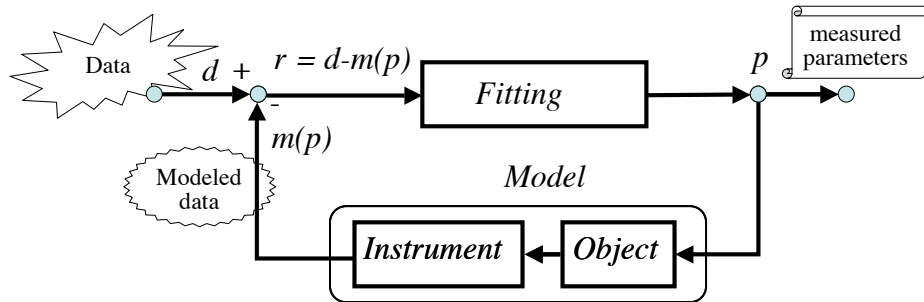 Data
d +
r = d-m(p)
Fitting
p
measured
parameters
-
m(p)
Modeled
data
Model
Instrument
Object